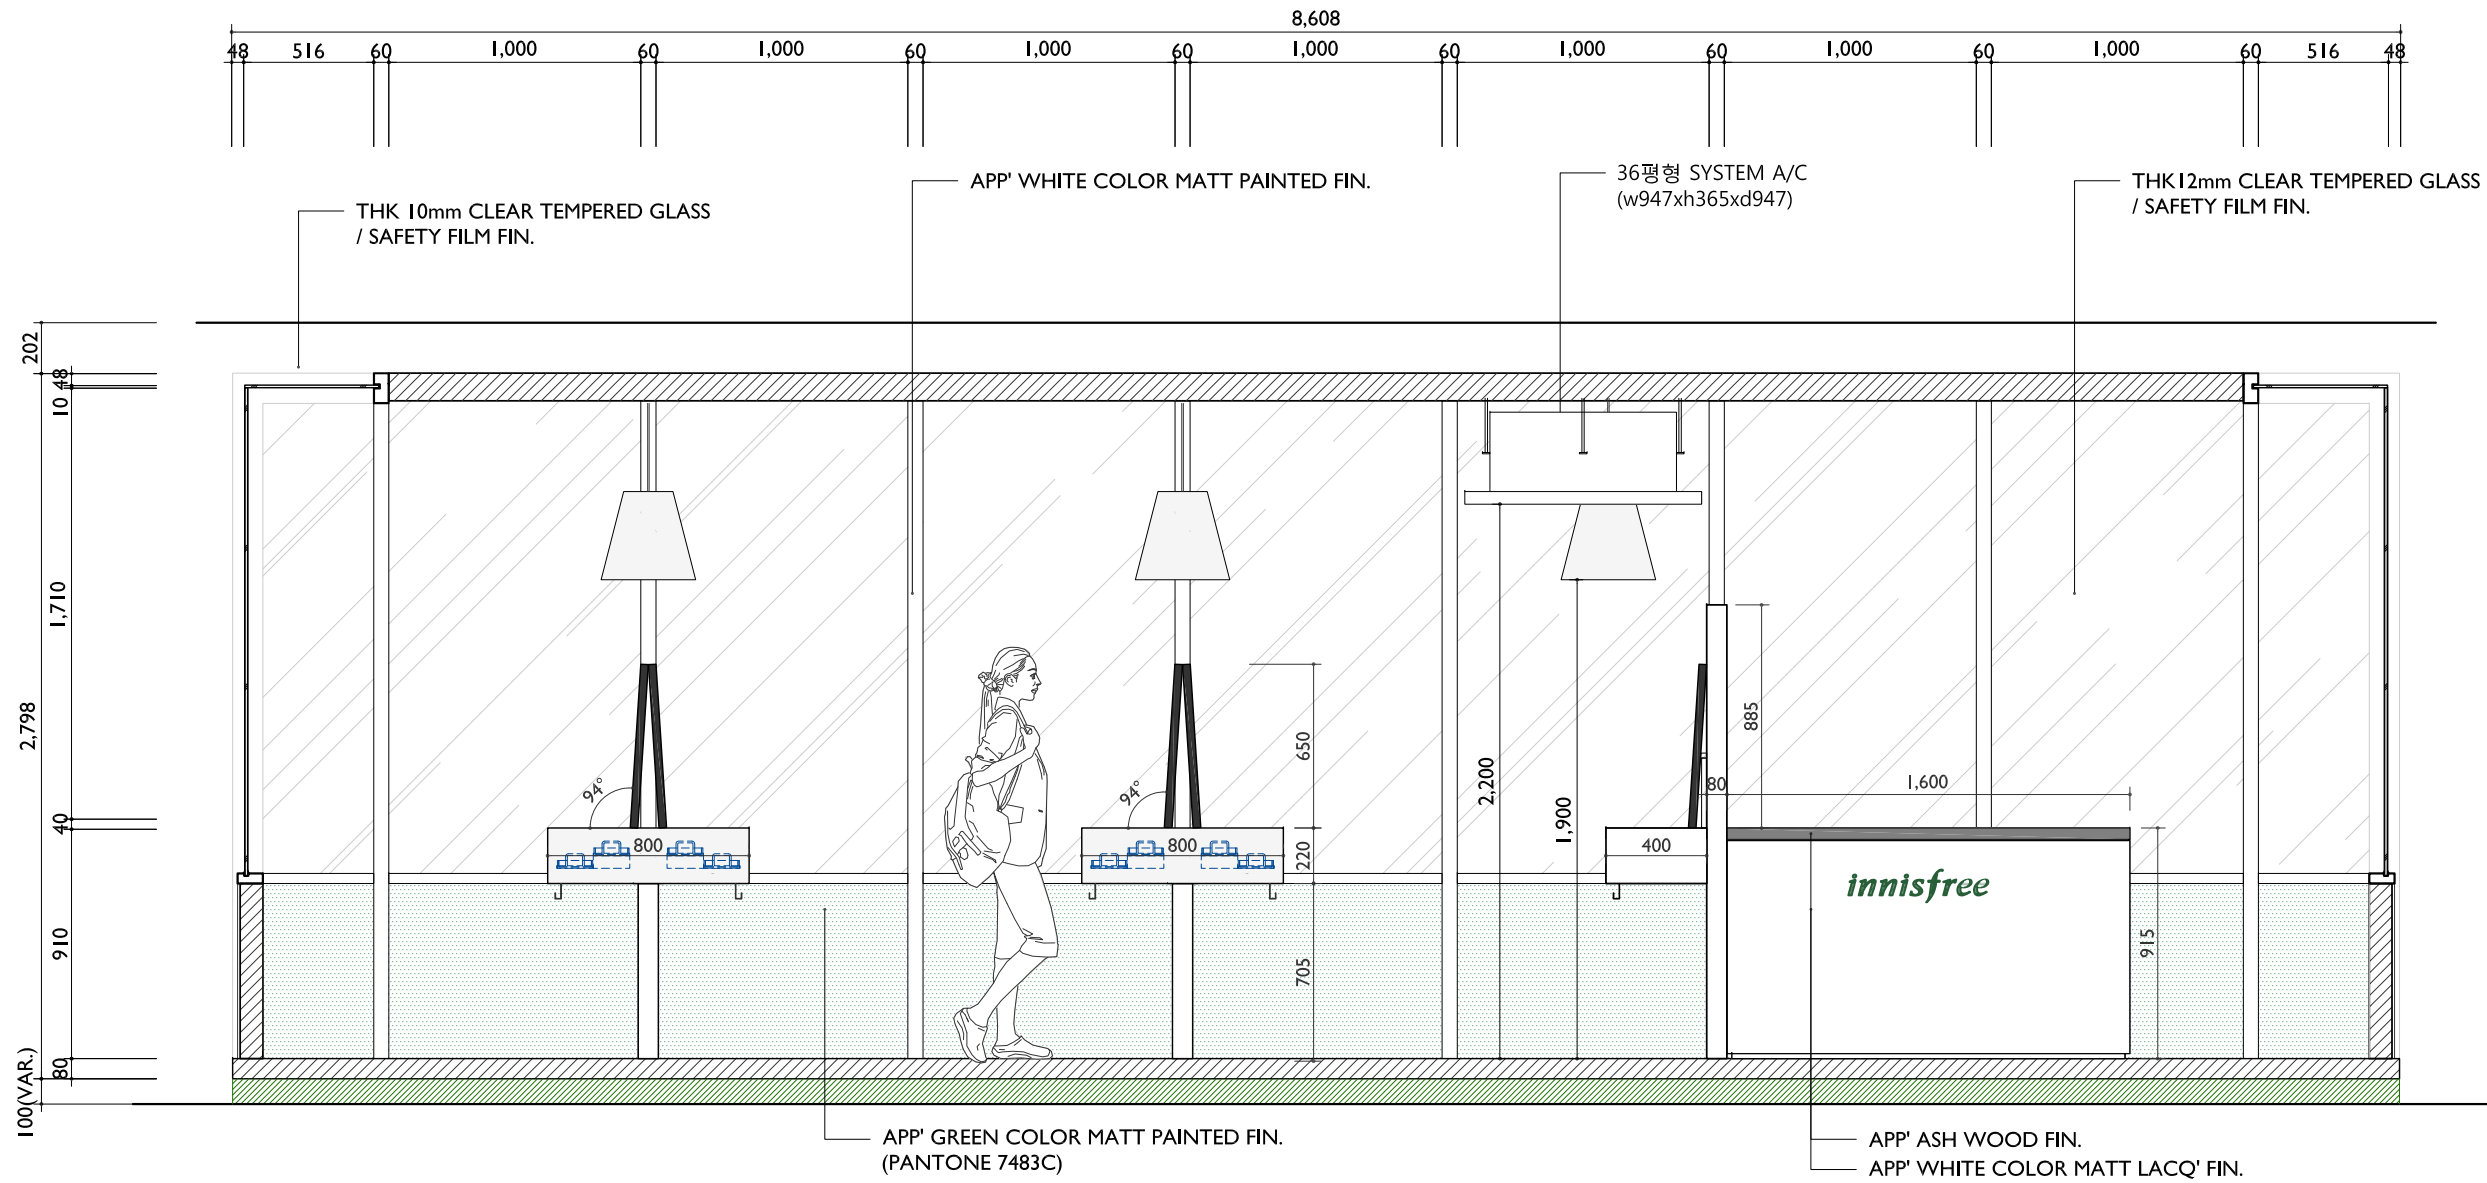 8,608
48 516 60 1,000 60 1,000 60 1,000 60 1,000 60 1,000 60 1,000 60 1,000 60 516 48
APP' WHITE COLOR MATT PAINTED FIN.
36평형 SYSTEM A/C
(w947xh365xd947)
THK12mm CLEAR TEMPERED GLASS
/ SAFETY FILM FIN.
THK 10mm CLEAR TEMPERED GLASS
/ SAFETY FILM FIN.
202
48
10
1,710
2,798
40
910
80
100(VAR.)
94°
800
94°
800
650
220
705
2,200
1,900
400
80
885
1,600
915
innisfree
APP' GREEN COLOR MATT PAINTED FIN.
(PANTONE 7483C)
APP' ASH WOOD FIN.
APP' WHITE COLOR MATT LACQ' FIN.